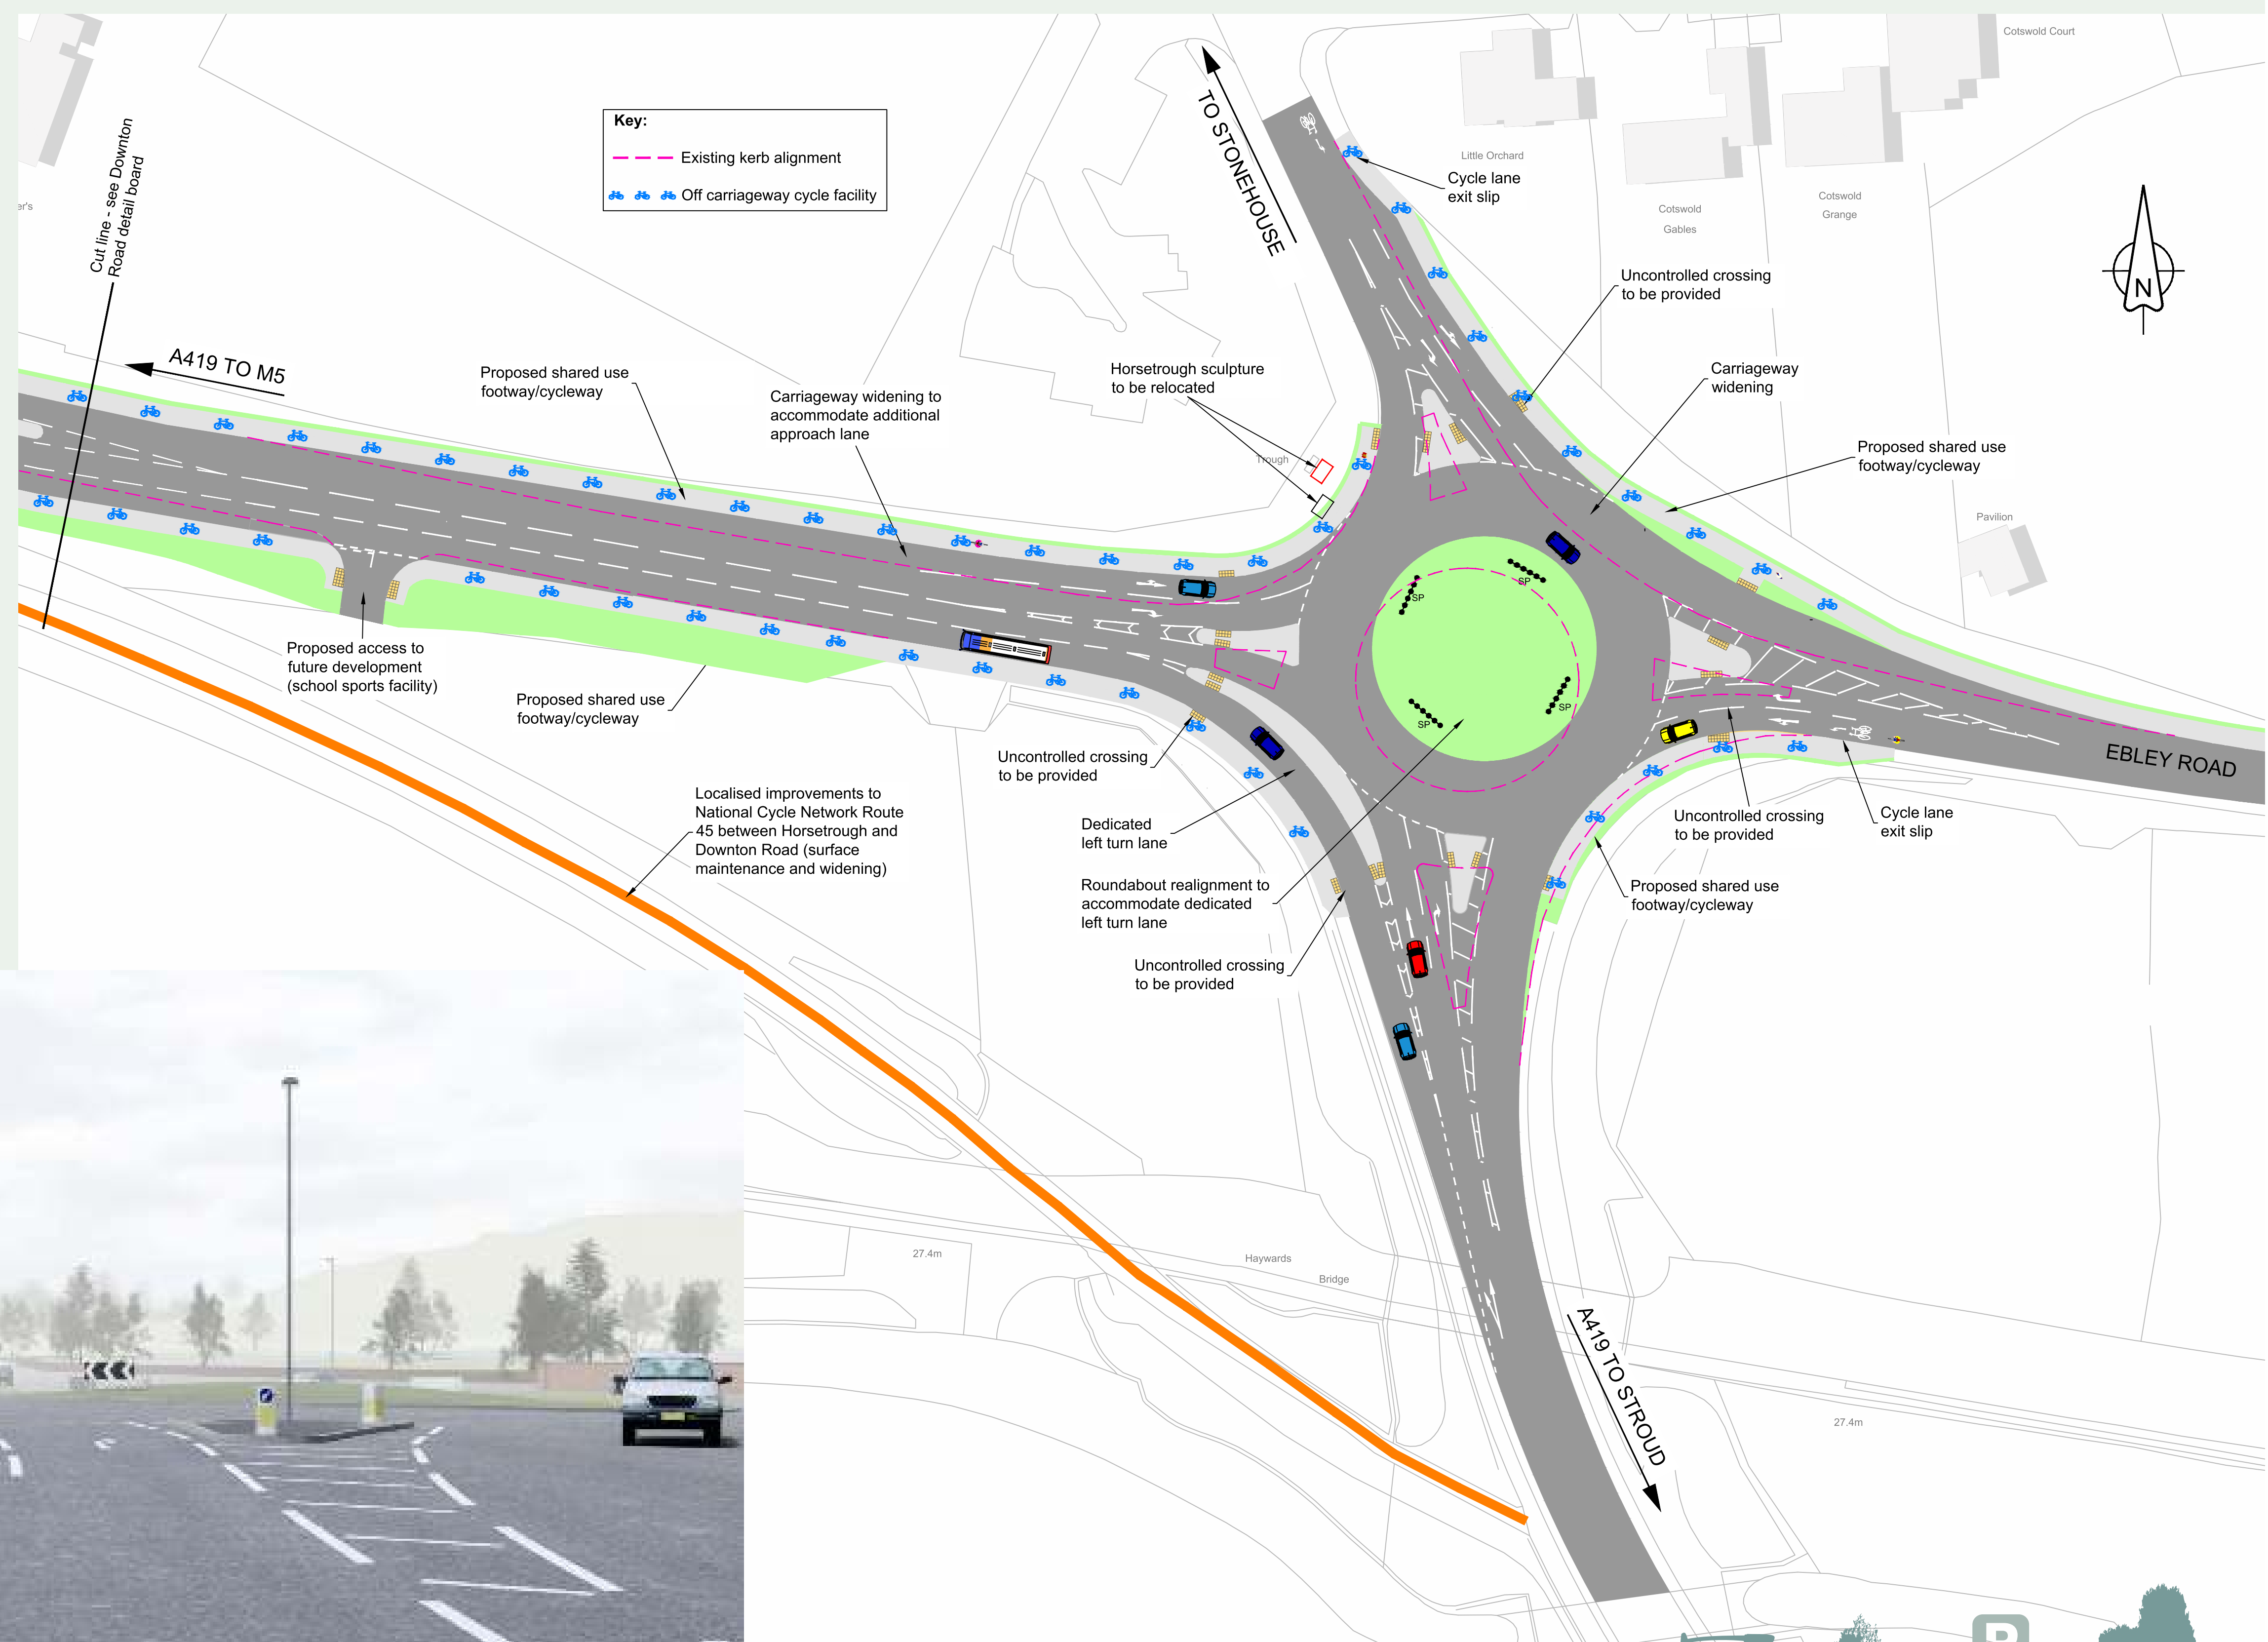 Cotswold Court
Key:
Existing kerb alignment
Off carriageway cycle facility
TO STONEHOUSE
Cut line - see Downton
Road detail board
er's
Little Orchard
Cycle lane
exit slip
Cotswold
Gables
Cotswold
Grange
N
Uncontrolled crossing
to be provided
A419 TO M5
Proposed shared use
footway/cycleway
Carriageway widening to
accommodate additional
approach lane
Horsetrough sculpture
to be relocated
Trough
Carriageway
widening
Proposed shared use
footway/cycleway
Pavilion
SP
SP
SP
SP
Proposed access to
future development
(school sports facility)
Proposed shared use
footway/cycleway
Uncontrolled crossing
to be provided
EBLEY ROAD
Localised improvements to
National Cycle Network Route
45 between Horsetrough and
Downton Road (surface
maintenance and widening)
Dedicated
left turn lane
Uncontrolled crossing
to be provided
Cycle lane
exit slip
Roundabout realignment to
accommodate dedicated
left turn lane
Proposed shared use
footway/cycleway
Uncontrolled crossing
to be provided
27.4m
Haywards
Bridge
A419 TO STROUD
27.4m